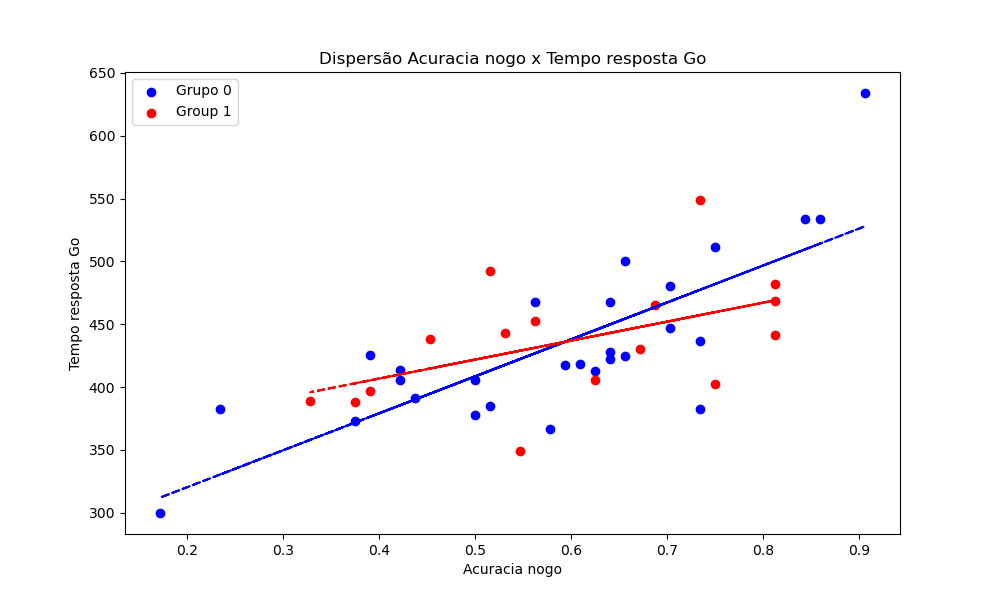 Dispersão Acuracia nogo x Tempo resposta Go
Grupo 0
Group 1
Tempo resposta Go
650
600
550
500
450
400
350
300
0.2 0.3 0.4 0.5 0.6 0.7 0.8 0.9
Acuracia nogo